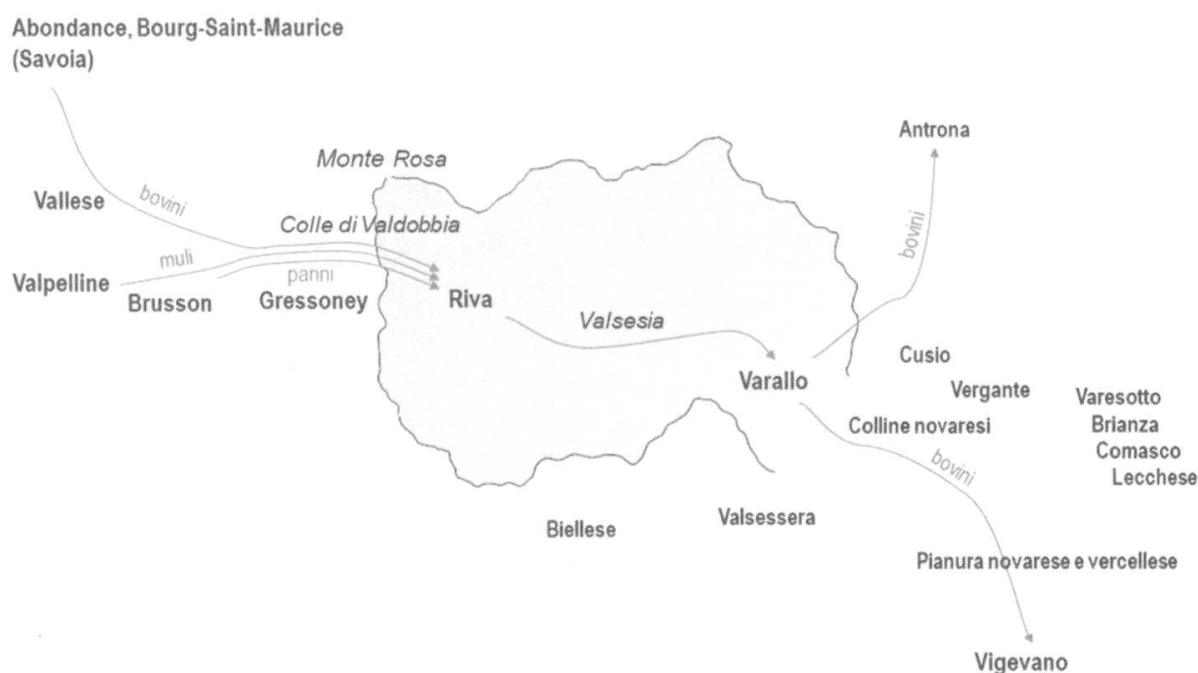 Abondance, Bourg-Saint-Maurice
(Savoia)
Antrona
Monte Rosa
Vallese
bovini
Colle di Valdobbia
bovini
muli
Valpelline
panni
Brusson
Gressoney
Riva
Valsesia
Cusio
Varallo
Vergante
Varesotto
Colline novaresi
Brianza
bovini
Comasco
Lecchese
Valsessera
Biellese
Pianura novarese e vercellese
Vigevano